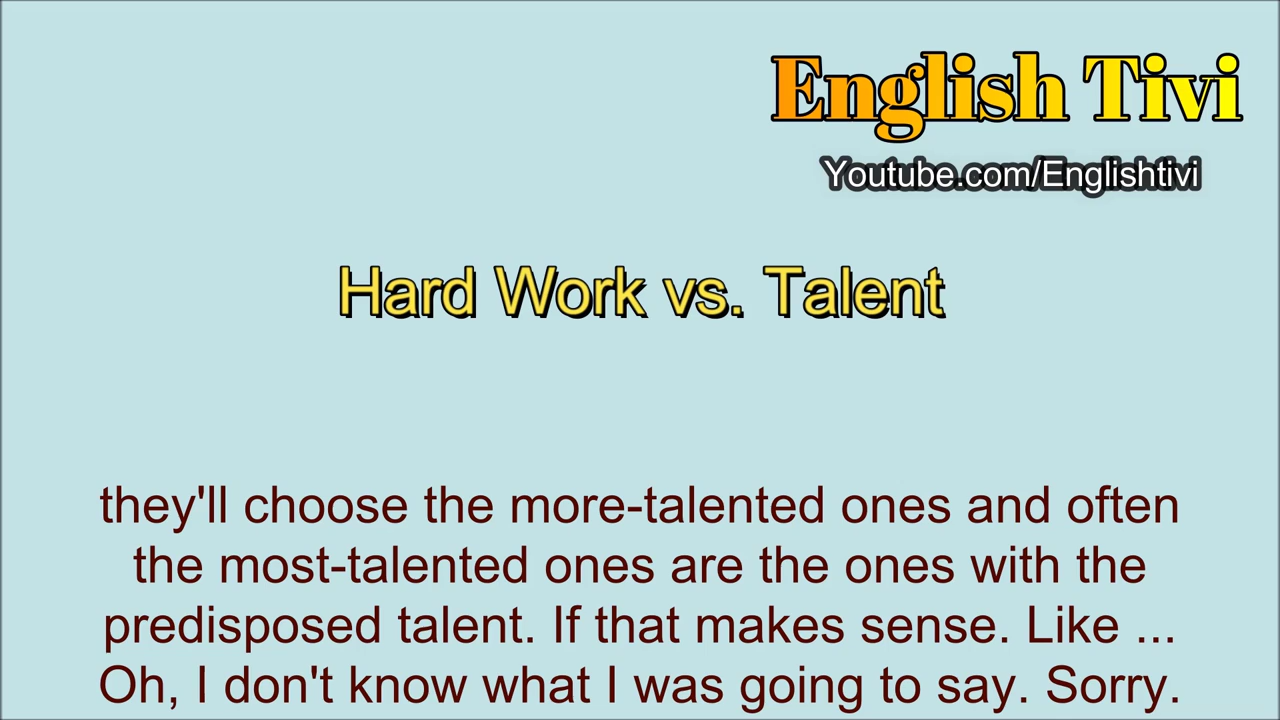 English Tivi
Youtube.com/Englishtivi
Hard Work vs. Talent
they'll choose the more-talented ones and often
the most-talented ones are the ones with the
predisposed talent. If that makes sense. Like ...
Oh, I don't know what I was going to say. Sorry.